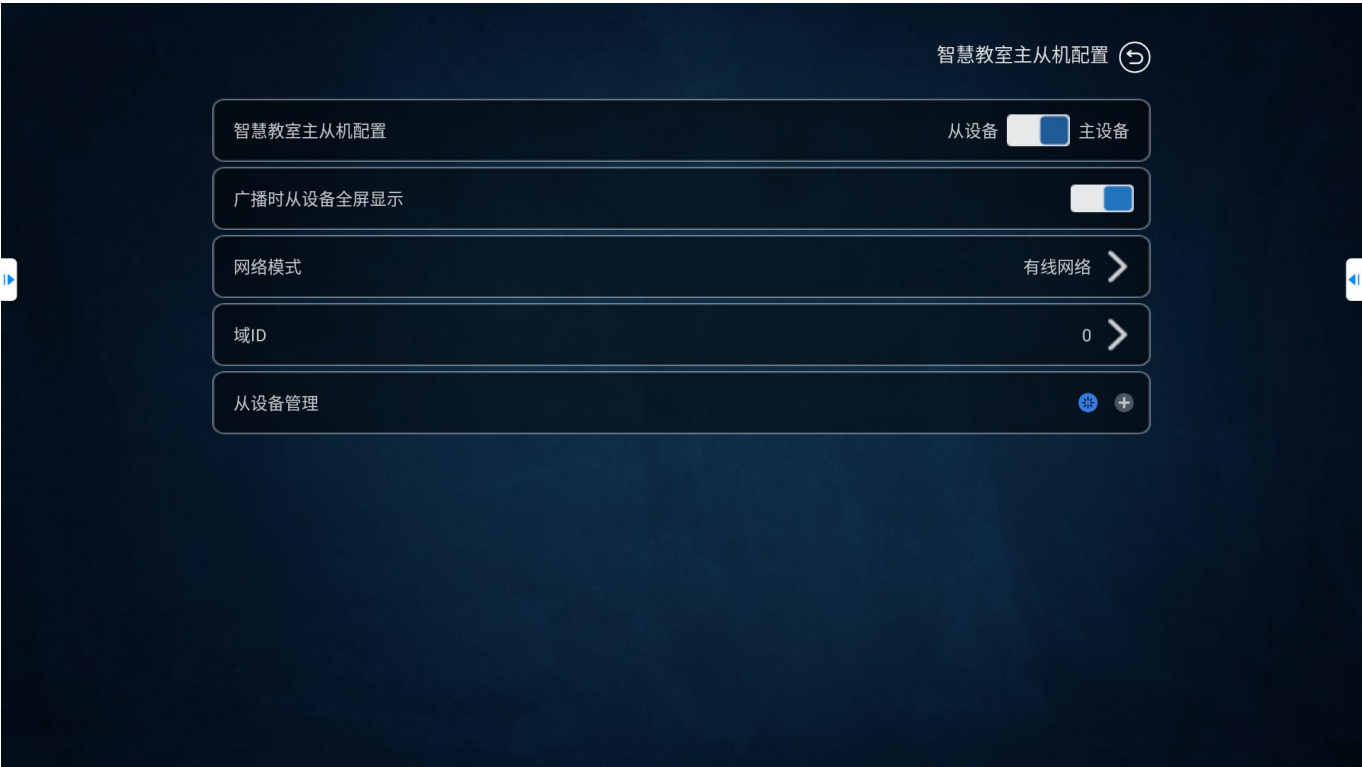 智慧教室主从机配置
智慧教室主从机配置 从设备 主设备
广播时从设备全屏显示
网络模式 有线网络
域ID 0
从设备管理